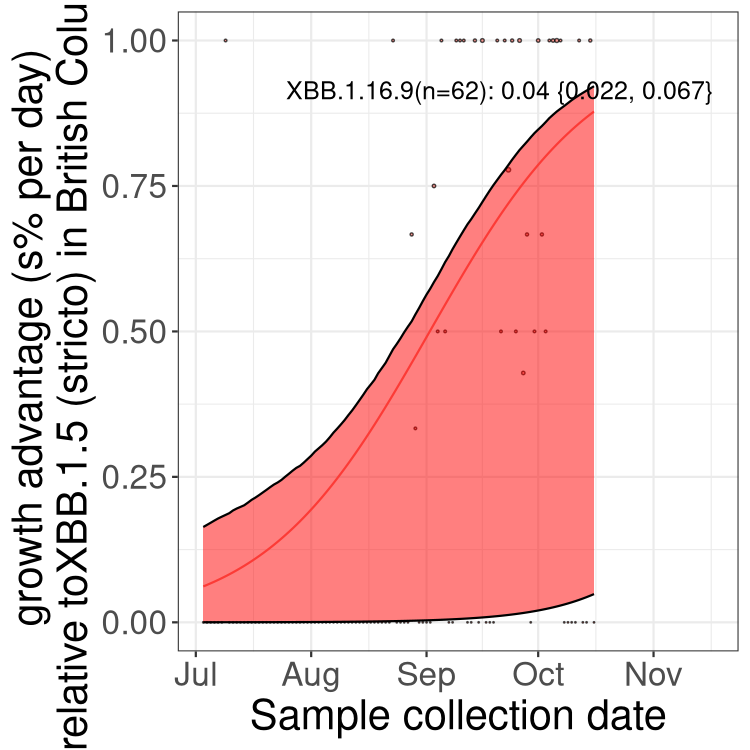 growth advantage (s% per day)
relative toXBB.1.5 (stricto) in British Colu
1.00
0.75
0.50
0.25
0.00
XBB.1.16.9(n=62): 0.04 {0.022, 0.067}
Jul Aug Sep Oct Nov
Sample collection date